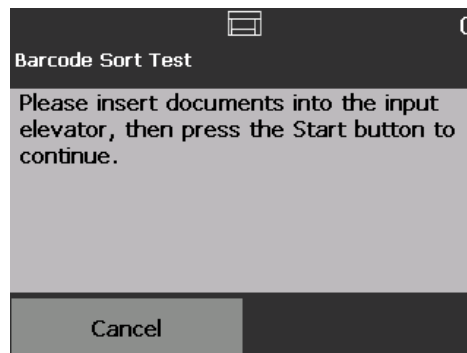 Barcode Sort Test
Please insert documents into the input
elevator, then press the Start button to
continue.
Cancel